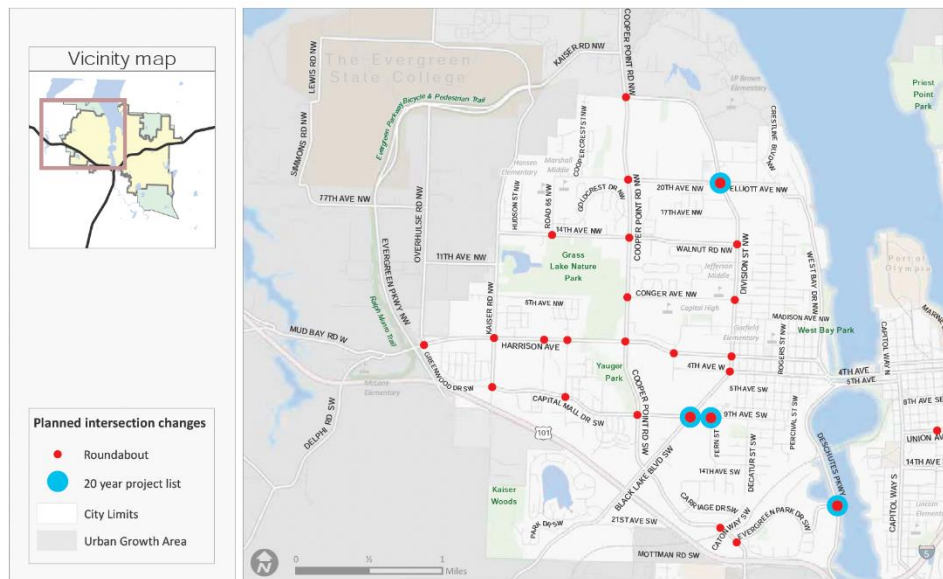 Vicinity map
Planned intersection changes
Roundabout
20 year project list
City Limits
Urban Growth Area
The Evergreen
State College
Evergreen Parkway Bicycle & Pedestrian Trail
LEWIS RD NW
SIMMONS RD NW
KAISER RD NW
COOPER POINT RD NW
LP Brown
Elementary
Priest
Point
Park
CRESTLINE BLVD NW
COOPER CREST ST NW
Hansen
Elementary
Marshall
Middle
GOLDCREST DR NW
20TH AVE NW
ELLIOTT AVE NW
17TH AVE NW
77TH AVE NW
OVERHULSE RD NW
HUDSON ST NW
ROAD 65 NW
14TH AVE NW
COOPER POINT RD NW
WALNUT RD NW
DIVISION ST NW
Grass
Lake Nature
Park
Jefferson
Middle
11TH AVE NW
EVERGREEN PKWY NW
Ralph Munro Trail
KAISER RD NW
5TH AVE NW
CONGER AVE NW
Capital High
Garfield
Elementary
WEST BAY DR NW
MADISON AVE NW
West Bay Park
ROGERS ST NW
Port of
Olympia
MUD BAY RD W
HARRISON AVE
4TH AVE W
4TH AVE
5TH AVE
CAPITOL WAY N
Yauger
Park
McLane
Elementary
GREENWOOD DR SW
5TH AVE SW
8TH AVE SE
COOPER POINT RD SW
CAPITAL MALL DR SW
9TH AVE SW
FERN ST
PERCIVAL ST SW
DECATUR ST SW
14TH AVE SW
UNION AVE
14TH AVE
DELPHI RD SW
101
BLACK LAKE BLVD SW
DESCHUTES PKWY
CAPITOL WAY S
Kaiser
Woods
PARK DR SW
21ST AVE SW
CARRIAGE DR SW
CATON WAY SW
EVERGREEN PARK DR SW
MOTTMAN RD SW
Lincoln
Elementary
5
0 ½ 1
Miles
N